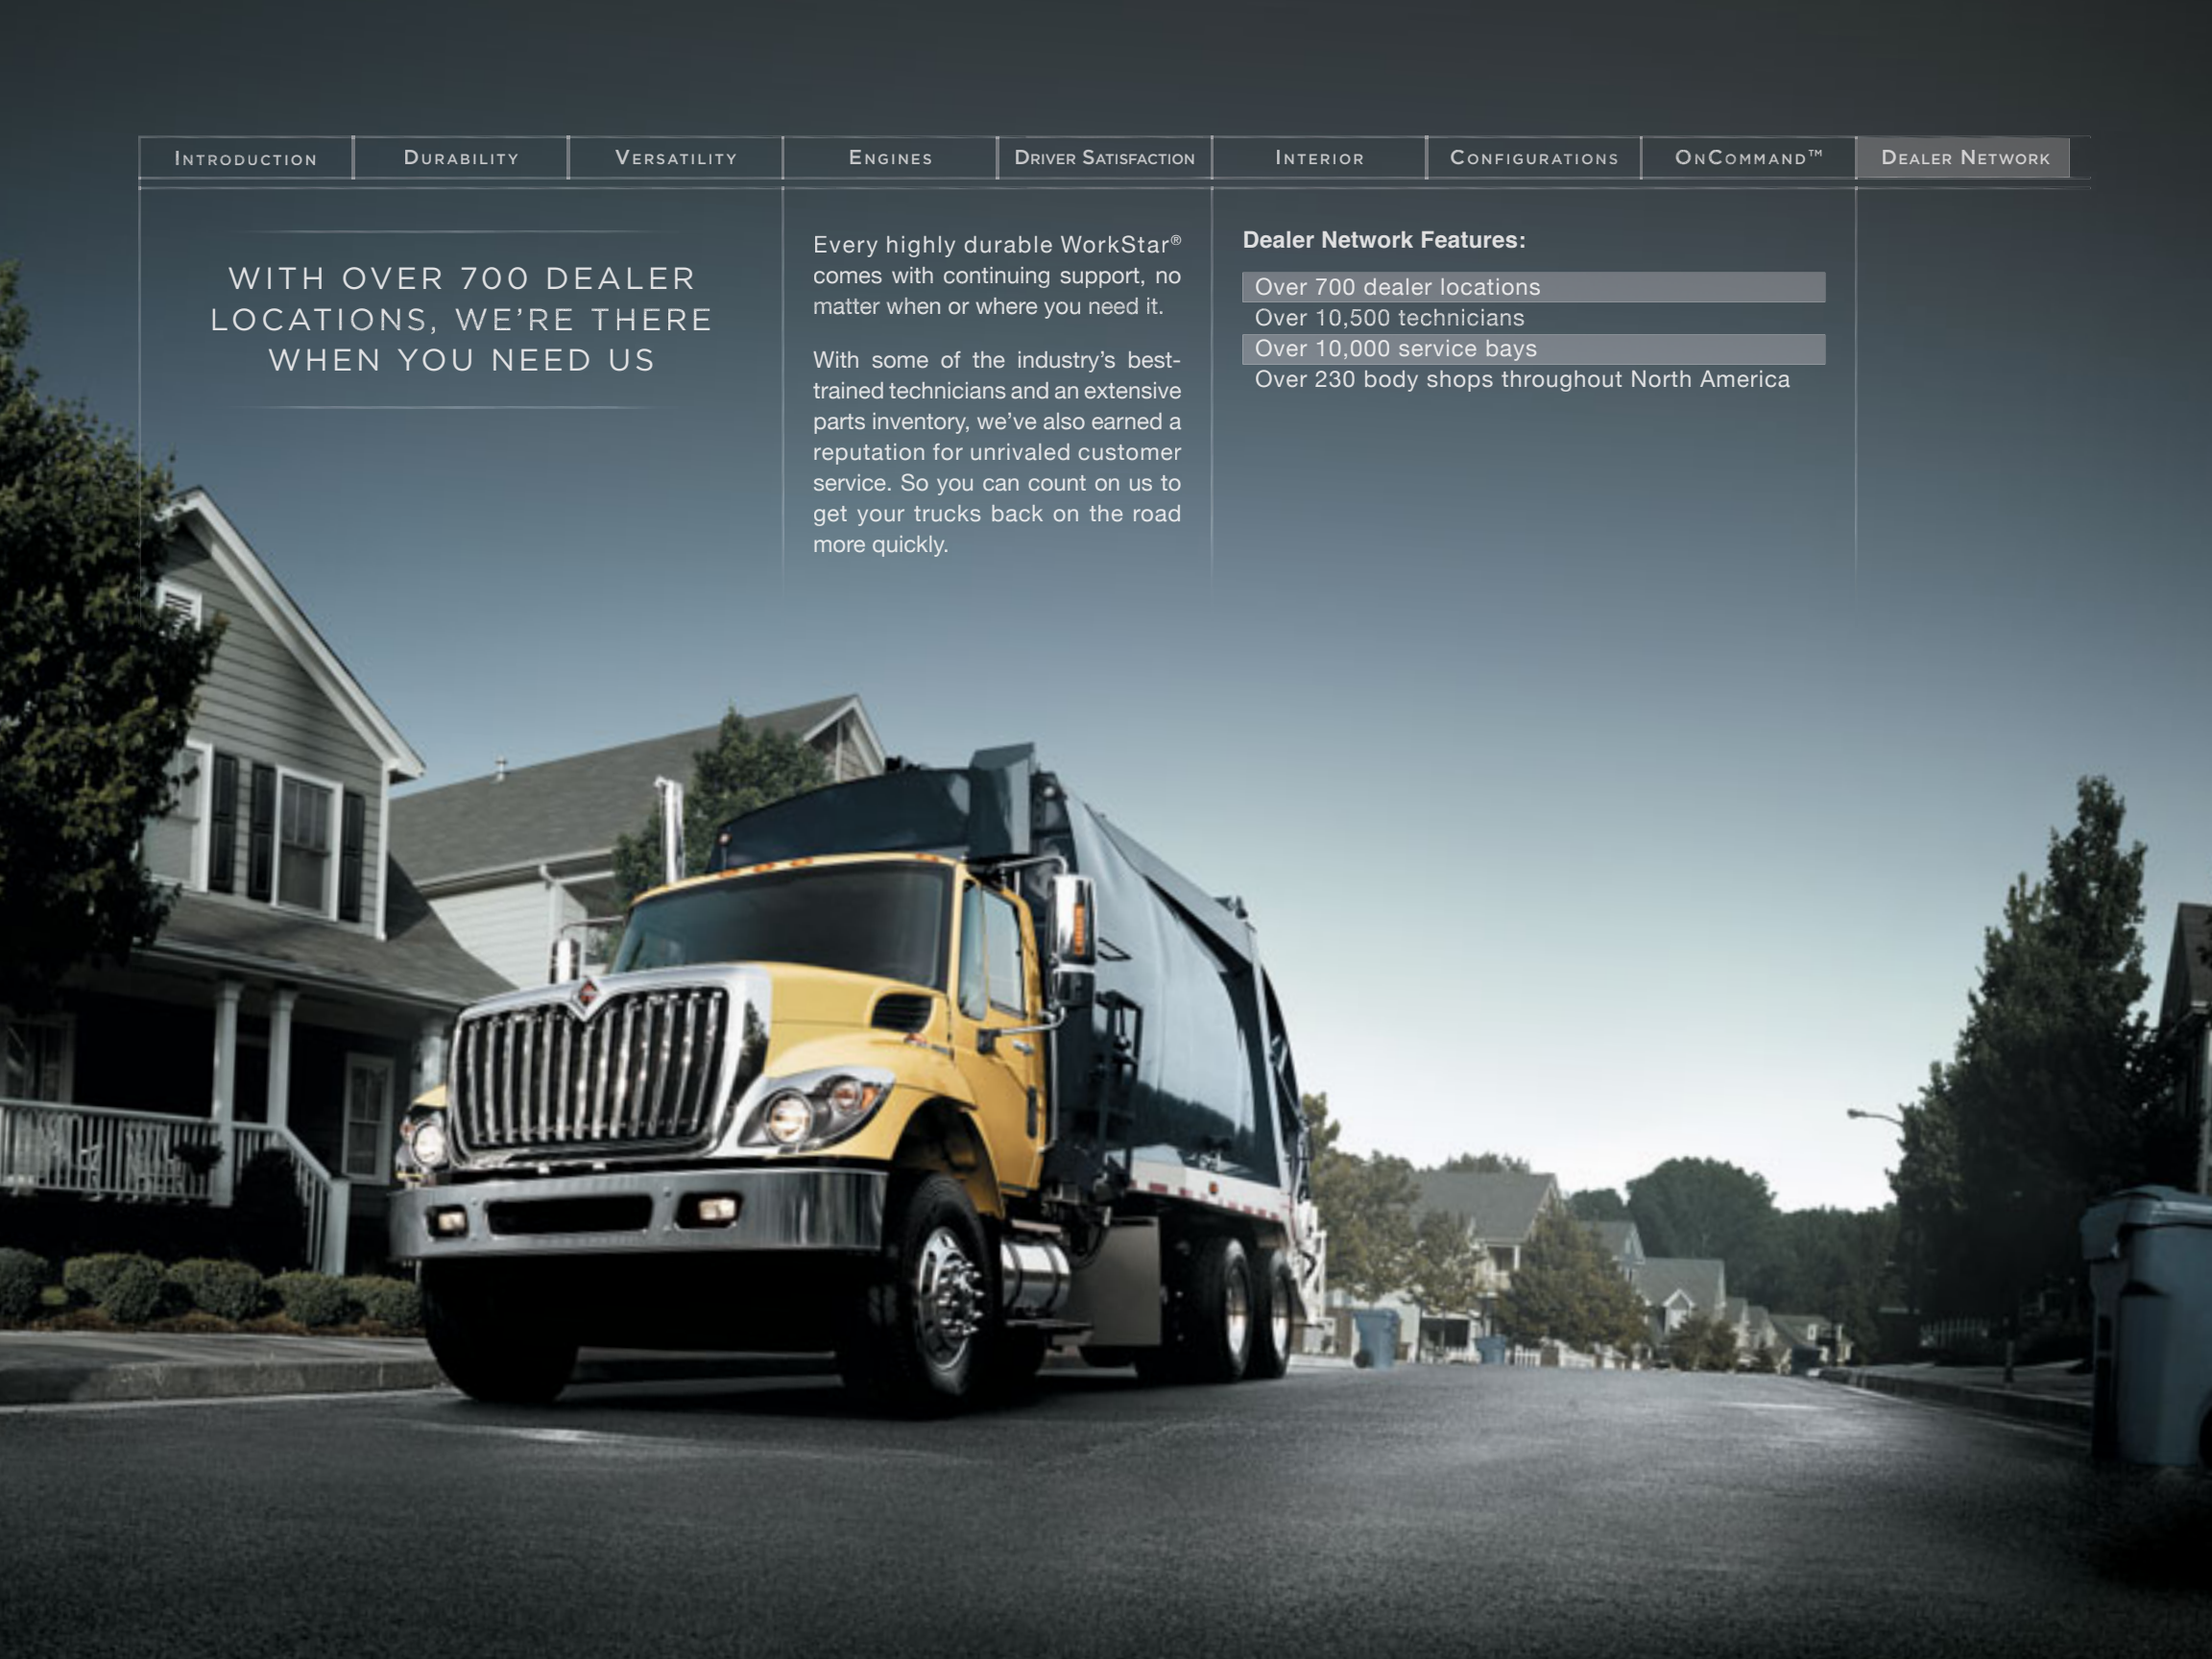 INTRODUCTION
DURABILITY
VERSATILITY
ENGINES
DRIVER SATISFACTION
INTERIOR
CONFIGURATIONS
ONCOMMAND™
DEALER NETWORK
WITH OVER 700 DEALER
LOCATIONS, WE'RE THERE
WHEN YOU NEED US
Every highly durable WorkStar®
comes with continuing support, no
matter when or where you need it.
With some of the industry's best-
trained technicians and an extensive
parts inventory, we've also earned a
reputation for unrivaled customer
service. So you can count on us to
get your trucks back on the road
more quickly.
Dealer Network Features:
Over 700 dealer locations
Over 10,500 technicians
Over 10,000 service bays
Over 230 body shops throughout North America